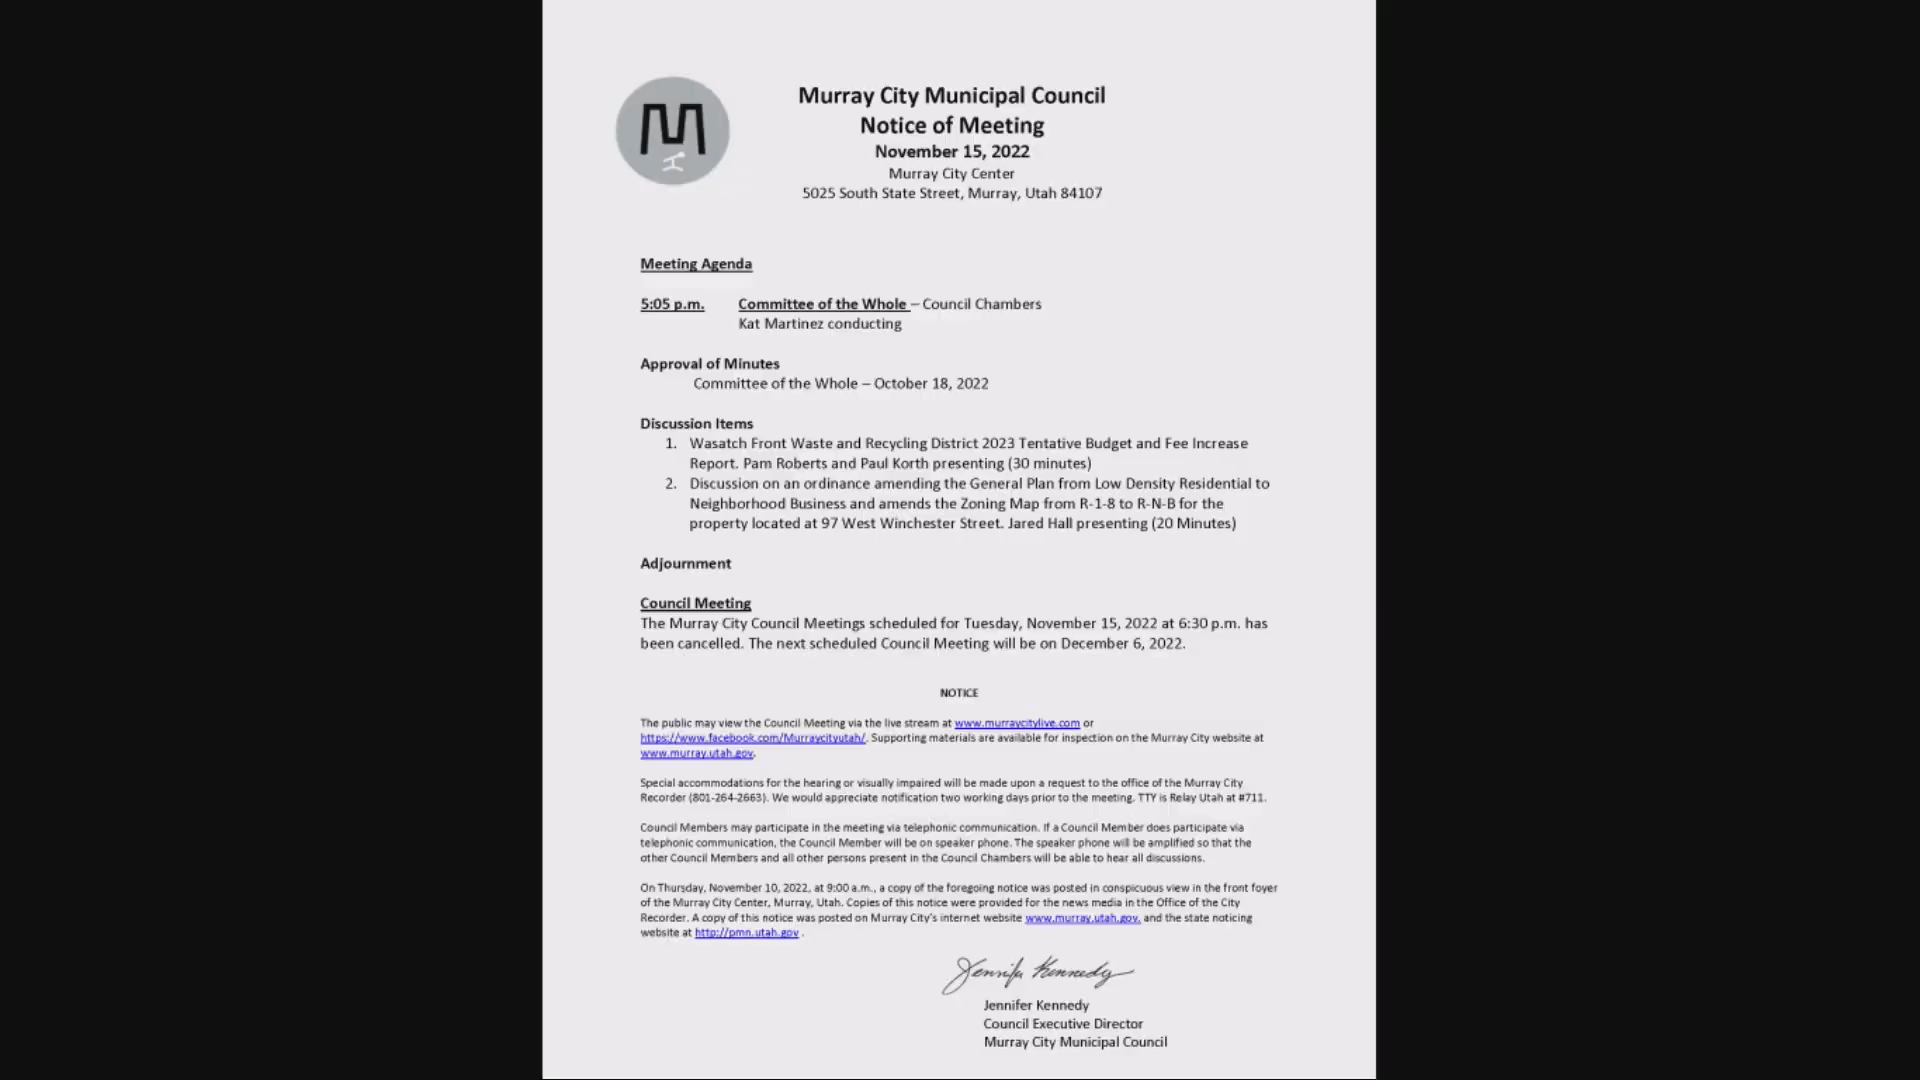 M
Murray City Municipal Council
Notice of Meeting
November 15, 2022
Murray City Center
5025 South State Street, Murray, Utah 84107
Meeting Agenda
5:05 p.m. Committee of the Whole – Council Chambers
Kat Martinez conducting
Approval of Minutes
Committee of the Whole – October 18, 2022
Discussion Items
1. Wasatch Front Waste and Recycling District 2023 Tentative Budget and Fee Increase
Report. Pam Roberts and Paul Korth presenting (30 minutes)
2. Discussion on an ordinance amending the General Plan from Low Density Residential to
Neighborhood Business and amends the Zoning Map from R-1-8 to R-N-B for the
property located at 97 West Winchester Street. Jared Hall presenting (20 Minutes)
Adjournment
Council Meeting
The Murray City Council Meetings scheduled for Tuesday, November 15, 2022 at 6:30 p.m. has
been cancelled. The next scheduled Council Meeting will be on December 6, 2022.
NOTICE
The public may view the Council Meeting via the live stream at www.murraycitylive.com or
https://www.facebook.com/Murraycityutah/. Supporting materials are available for inspection on the Murray City website at
www.murray.utah.gov.
Special accommodations for the hearing or visually impaired will be made upon a request to the office of the Murray City
Recorder (801-264-2663). We would appreciate notification two working days prior to the meeting. TTY is Relay Utah at #711.
Council Members may participate in the meeting via telephonic communication. If a Council Member does participate via
telephonic communication, the Council Member will be on speaker phone. The speaker phone will be amplified so that the
other Council Members and all other persons present in the Council Chambers will be able to hear all discussions.
On Thursday, November 10, 2022, at 9:00 a.m., a copy of the foregoing notice was posted in conspicuous view in the front foyer
of the Murray City Center, Murray, Utah. Copies of this notice were provided for the news media in the Office of the City
Recorder. A copy of this notice was posted on Murray City's internet website www.murray.utah.gov. and the state noticing
website at http://pmn.utah.gov .
Jennifer Kennedy
Jennifer Kennedy
Council Executive Director
Murray City Municipal Council